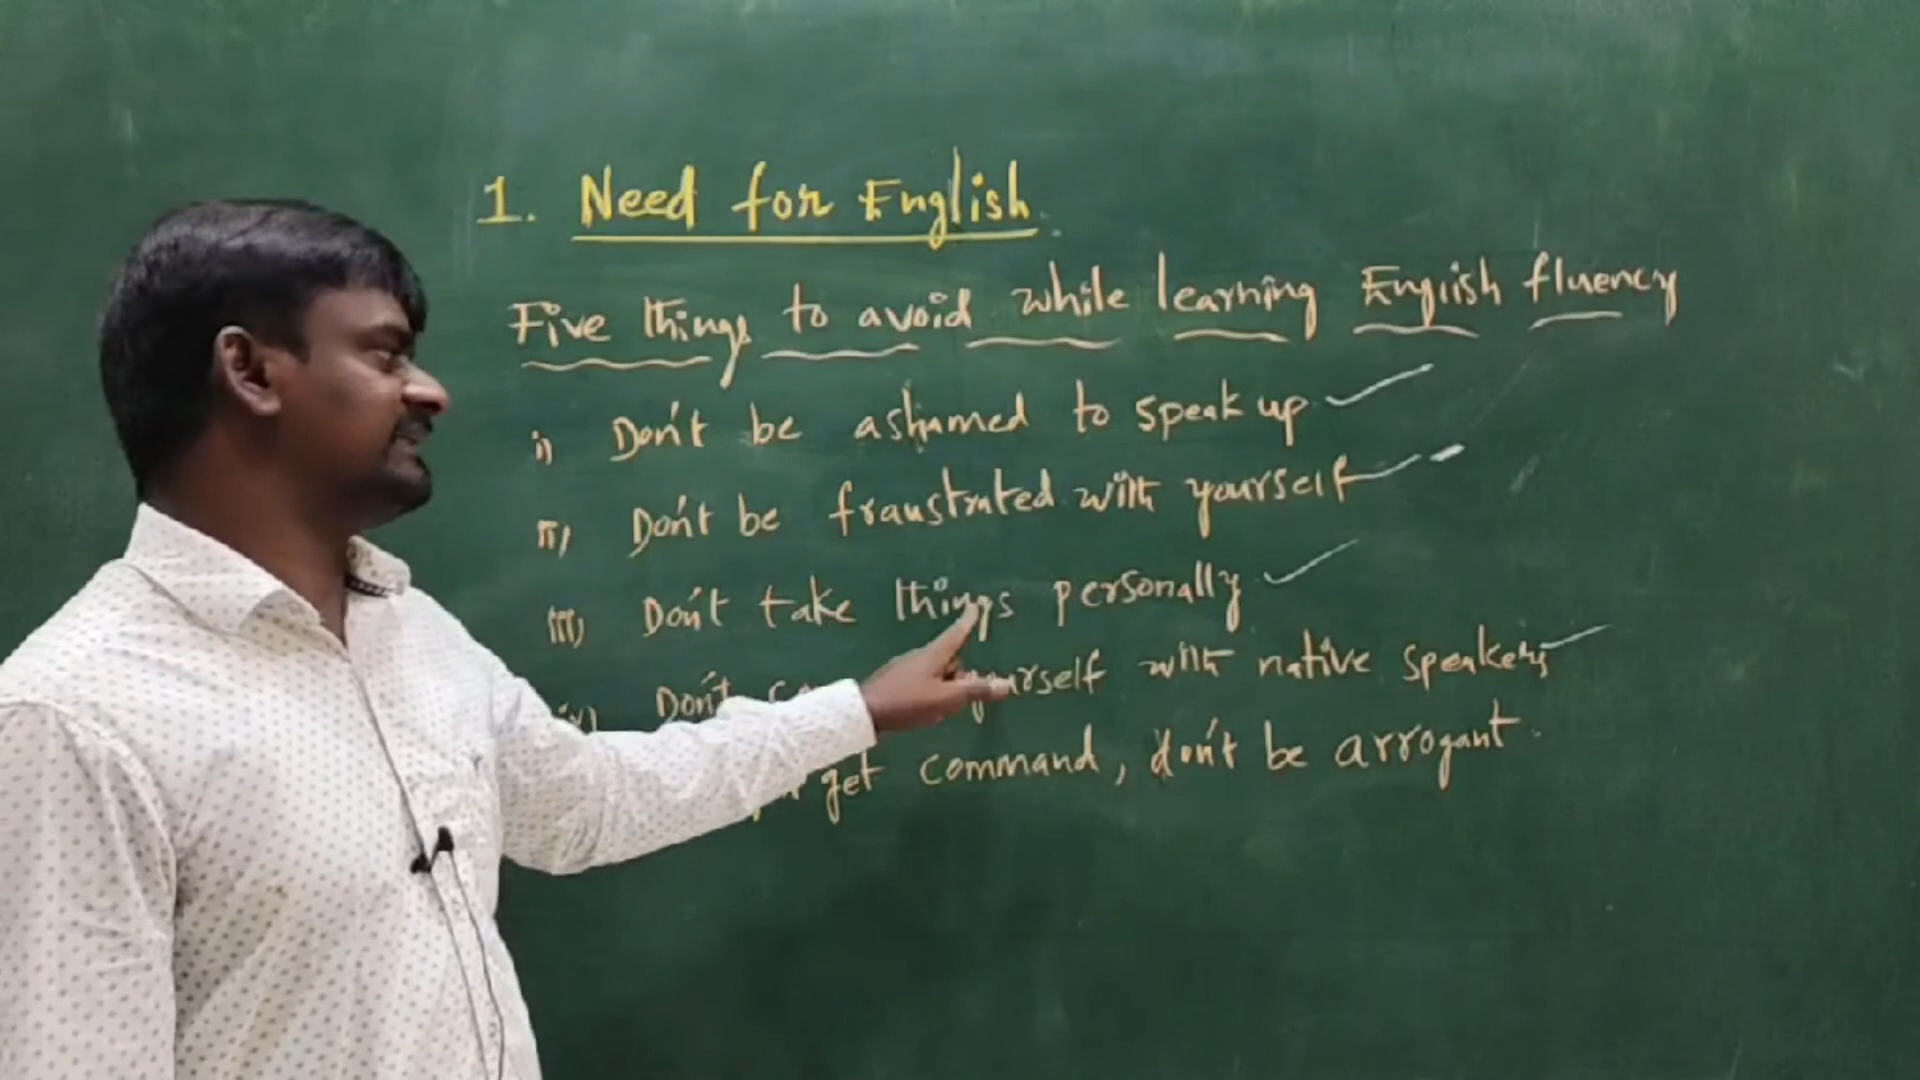 1. Need for English.
Five things to avoid while learning English fluency
i) Don't be ashamed to speak up
ii) Don't be fraustrated with yourself
iii) Don't take things personally
iv) Don't yourself with native speakers
get command, don't be arrogant.